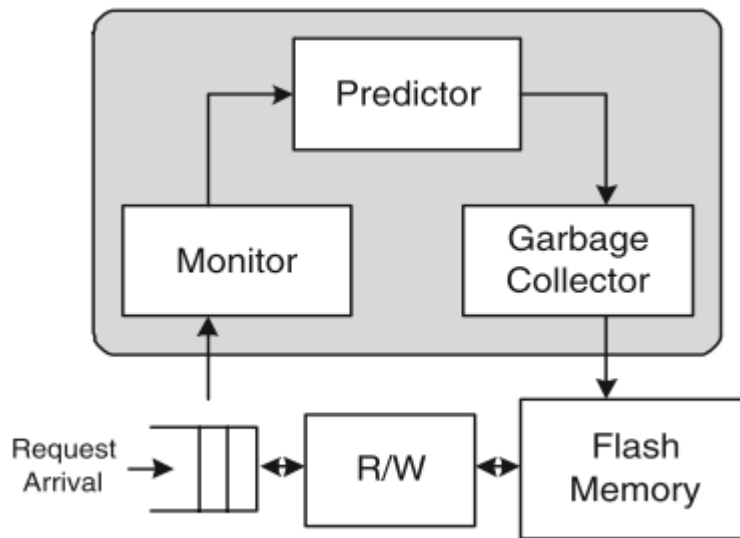 Predictor
Monitor
Garbage
Collector
Request
Arrival
R/W
Flash
Memory